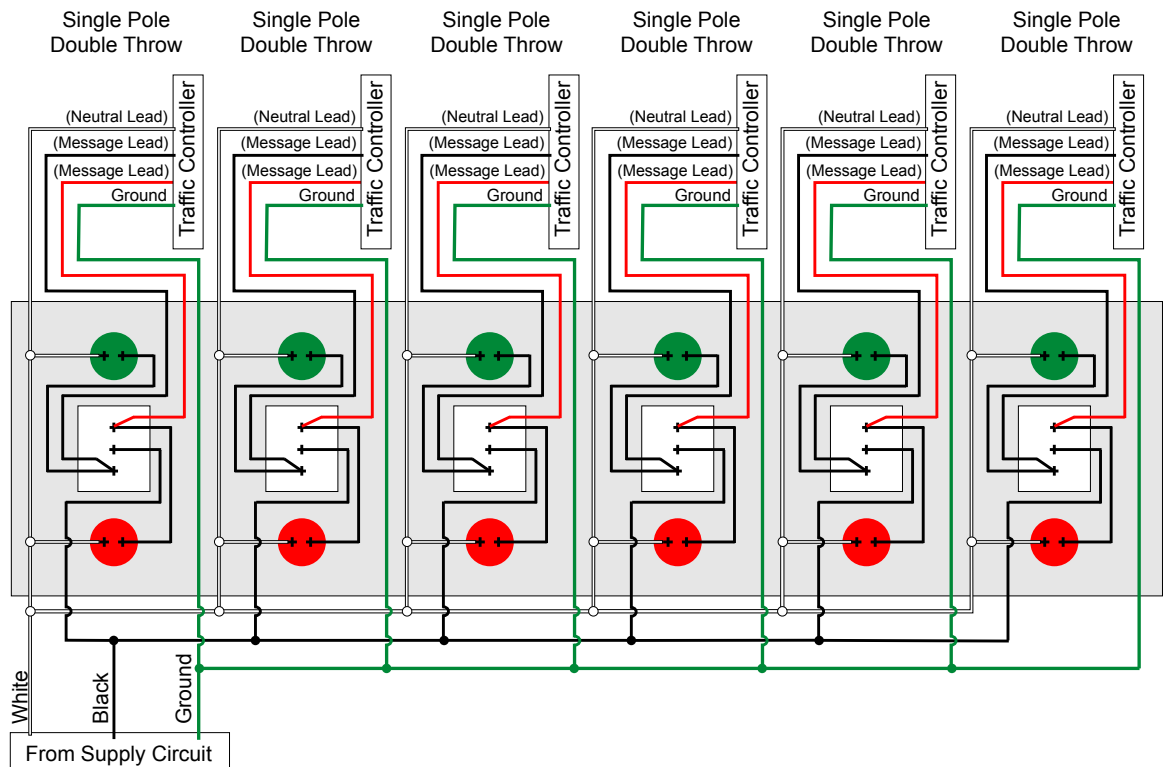 Single Pole
Double Throw
Single Pole
Double Throw
Single Pole
Double Throw
Single Pole
Double Throw
Single Pole
Double Throw
Single Pole
Double Throw
(Neutral Lead)
(Message Lead)
(Message Lead)
Ground
Traffic Controller
(Neutral Lead)
(Message Lead)
(Message Lead)
Ground
Traffic Controller
(Neutral Lead)
(Message Lead)
(Message Lead)
Ground
Traffic Controller
(Neutral Lead)
(Message Lead)
(Message Lead)
Ground
Traffic Controller
(Neutral Lead)
(Message Lead)
(Message Lead)
Ground
Traffic Controller
(Neutral Lead)
(Message Lead)
(Message Lead)
Ground
Traffic Controller
White
Black
Ground
From Supply Circuit